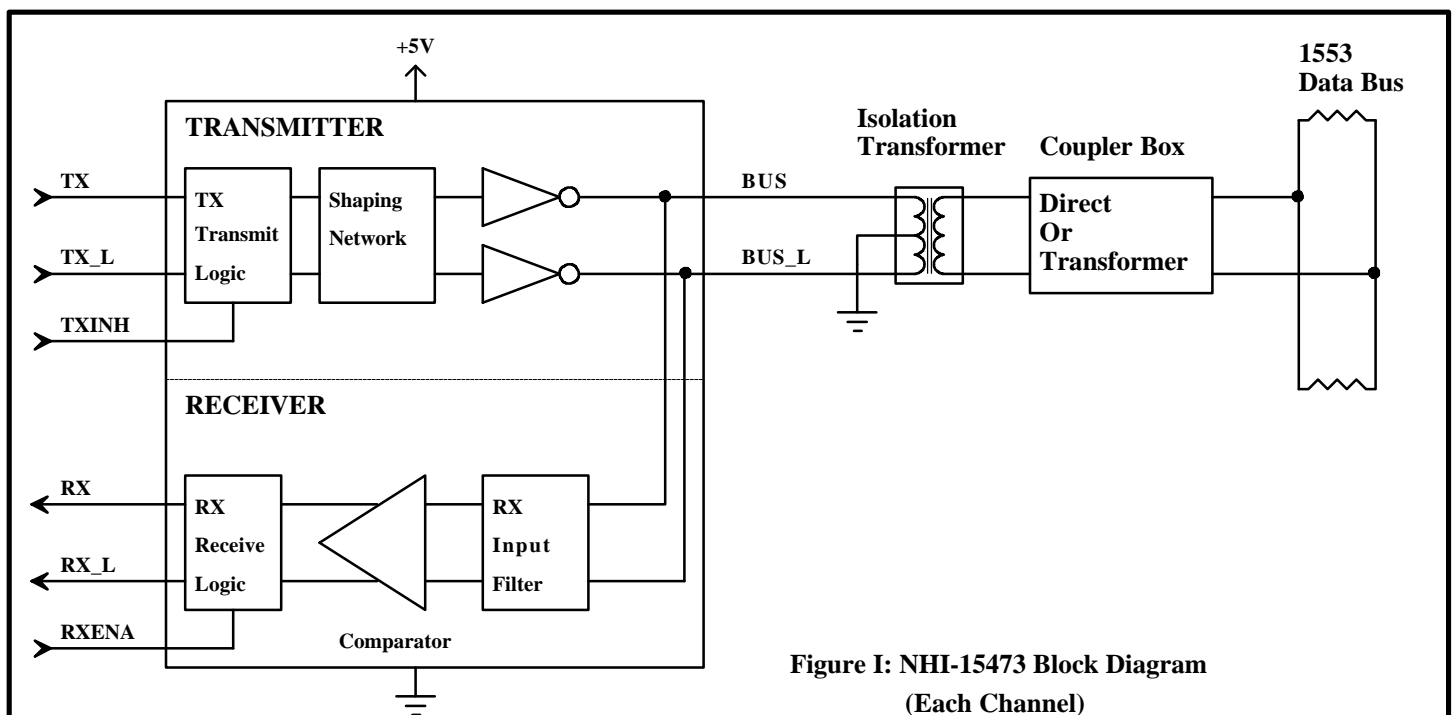 +5V
1553
Data Bus
TRANSMITTER
Isolation
Transformer
Coupler Box
TX
TX_L
TXINH
TX
Transmit
Logic
Shaping
Network
BUS
BUS_L
Direct
Or
Transformer
RECEIVER
RX
RX_L
RXENA
RX
Receive
Logic
RX
Input
Filter
Comparator
Figure I: NHI-15473 Block Diagram
(Each Channel)